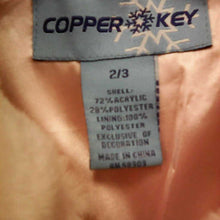 COPPER KEY
2/3
SHELL:
72% ACRYLIC
28% POLYESTER
LINING: 100%
POLYESTER
EXCLUSIVE OF
DECORATION
MADE IN CHINA